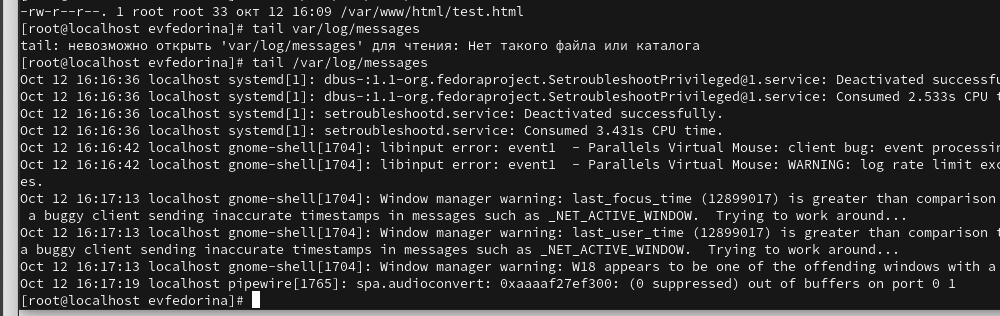 -rw-r--r--. 1 root root 33 окт 12 16:09 /var/www/html/test.html
[root@localhost evfedorina]# tail var/log/messages
tail: невозможно открыть 'var/log/messages' для чтения: Нет такого файла или каталога
[root@localhost evfedorina]# tail /var/log/messages
Oct 12 16:16:36 localhost systemd[1]: dbus-:1.1-org.fedoraproject.SetroubleshootPrivileged@1.service: Deactivated successfu
Oct 12 16:16:36 localhost systemd[1]: dbus-:1.1-org.fedoraproject.SetroubleshootPrivileged@1.service: Consumed 2.533s CPU t
Oct 12 16:16:36 localhost systemd[1]: setroubleshootd.service: Deactivated successfully.
Oct 12 16:16:36 localhost systemd[1]: setroubleshootd.service: Consumed 3.431s CPU time.
Oct 12 16:16:42 localhost gnome-shell[1704]: libinput error: event1  - Parallels Virtual Mouse: client bug: event processin
Oct 12 16:16:42 localhost gnome-shell[1704]: libinput error: event1  - Parallels Virtual Mouse: WARNING: log rate limit exc
es.
Oct 12 16:17:13 localhost gnome-shell[1704]: Window manager warning: last_focus_time (12899017) is greater than comparison
 a buggy client sending inaccurate timestamps in messages such as _NET_ACTIVE_WINDOW.  Trying to work around...
Oct 12 16:17:13 localhost gnome-shell[1704]: Window manager warning: last_user_time (12899017) is greater than comparison t
a buggy client sending inaccurate timestamps in messages such as _NET_ACTIVE_WINDOW.  Trying to work around...
Oct 12 16:17:13 localhost gnome-shell[1704]: Window manager warning: W18 appears to be one of the offending windows with a
Oct 12 16:17:19 localhost pipewire[1765]: spa.audioconvert: 0xaaaaf27ef300: (0 suppressed) out of buffers on port 0 1
[root@localhost evfedorina]#